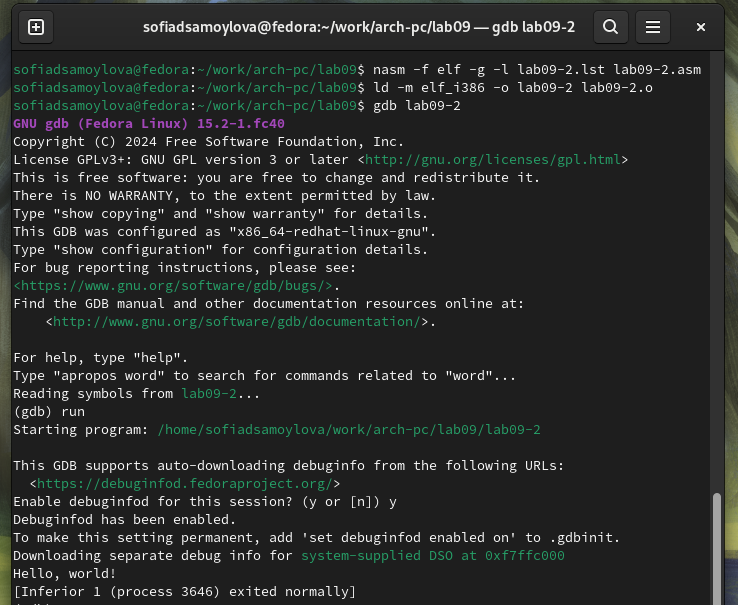 sofiadsamoylova@fedora:~/work/arch-pc/lab09 — gdb lab09-2
sofiadsamoylova@fedora:~/work/arch-pc/lab09$ nasm -f elf -g -l lab09-2.lst lab09-2.asm
sofiadsamoylova@fedora:~/work/arch-pc/lab09$ ld -m elf_i386 -o lab09-2 lab09-2.o
sofiadsamoylova@fedora:~/work/arch-pc/lab09$ gdb lab09-2
GNU gdb (Fedora Linux) 15.2-1.fc40
Copyright (C) 2024 Free Software Foundation, Inc.
License GPLv3+: GNU GPL version 3 or later <http://gnu.org/licenses/gpl.html>
This is free software: you are free to change and redistribute it.
There is NO WARRANTY, to the extent permitted by law.
Type "show copying" and "show warranty" for details.
This GDB was configured as "x86_64-redhat-linux-gnu".
Type "show configuration" for configuration details.
For bug reporting instructions, please see:
<https://www.gnu.org/software/gdb/bugs/>.
Find the GDB manual and other documentation resources online at:
    <http://www.gnu.org/software/gdb/documentation/>.

For help, type "help".
Type "apropos word" to search for commands related to "word"...
Reading symbols from lab09-2...
(gdb) run
Starting program: /home/sofiadsamoylova/work/arch-pc/lab09/lab09-2

This GDB supports auto-downloading debuginfo from the following URLs:
  <https://debuginfod.fedoraproject.org/>
Enable debuginfod for this session? (y or [n]) y
Debuginfod has been enabled.
To make this setting permanent, add 'set debuginfod enabled on' to .gdbinit.
Downloading separate debug info for system-supplied DSO at 0xf7ffc000
Hello, world!
[Inferior 1 (process 3646) exited normally]